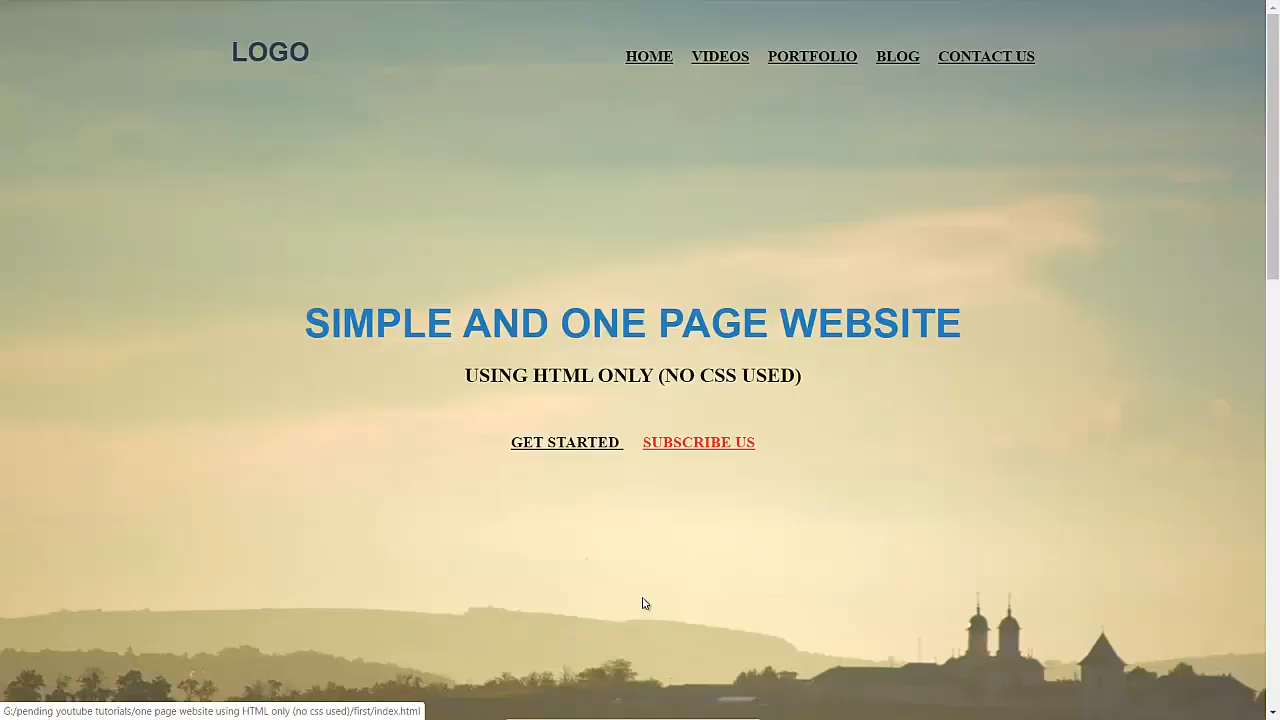 LOGO
HOME VIDEOS PORTFOLIO BLOG CONTACT US
SIMPLE AND ONE PAGE WEBSITE
USING HTML ONLY (NO CSS USED)
GET STARTED SUBSCRIBE US
G:/pending youtube tutorials/one page website using HTML only (no css used)/first/index.html